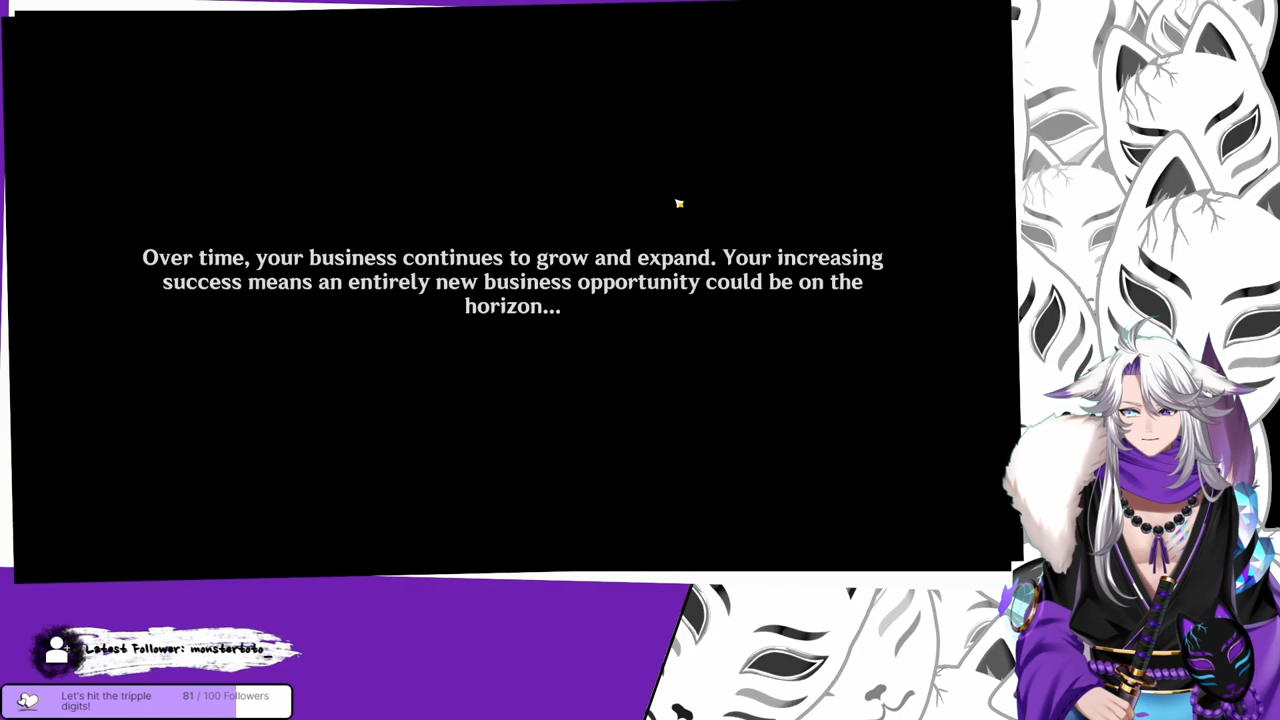 Over time, your business continues to grow and expand. Your increasing
success means an entirely new business opportunity could be on the
horizon...
Latest Follower: monstertoto_
Let's hit the tripple
digits!
81 / 100 Followers